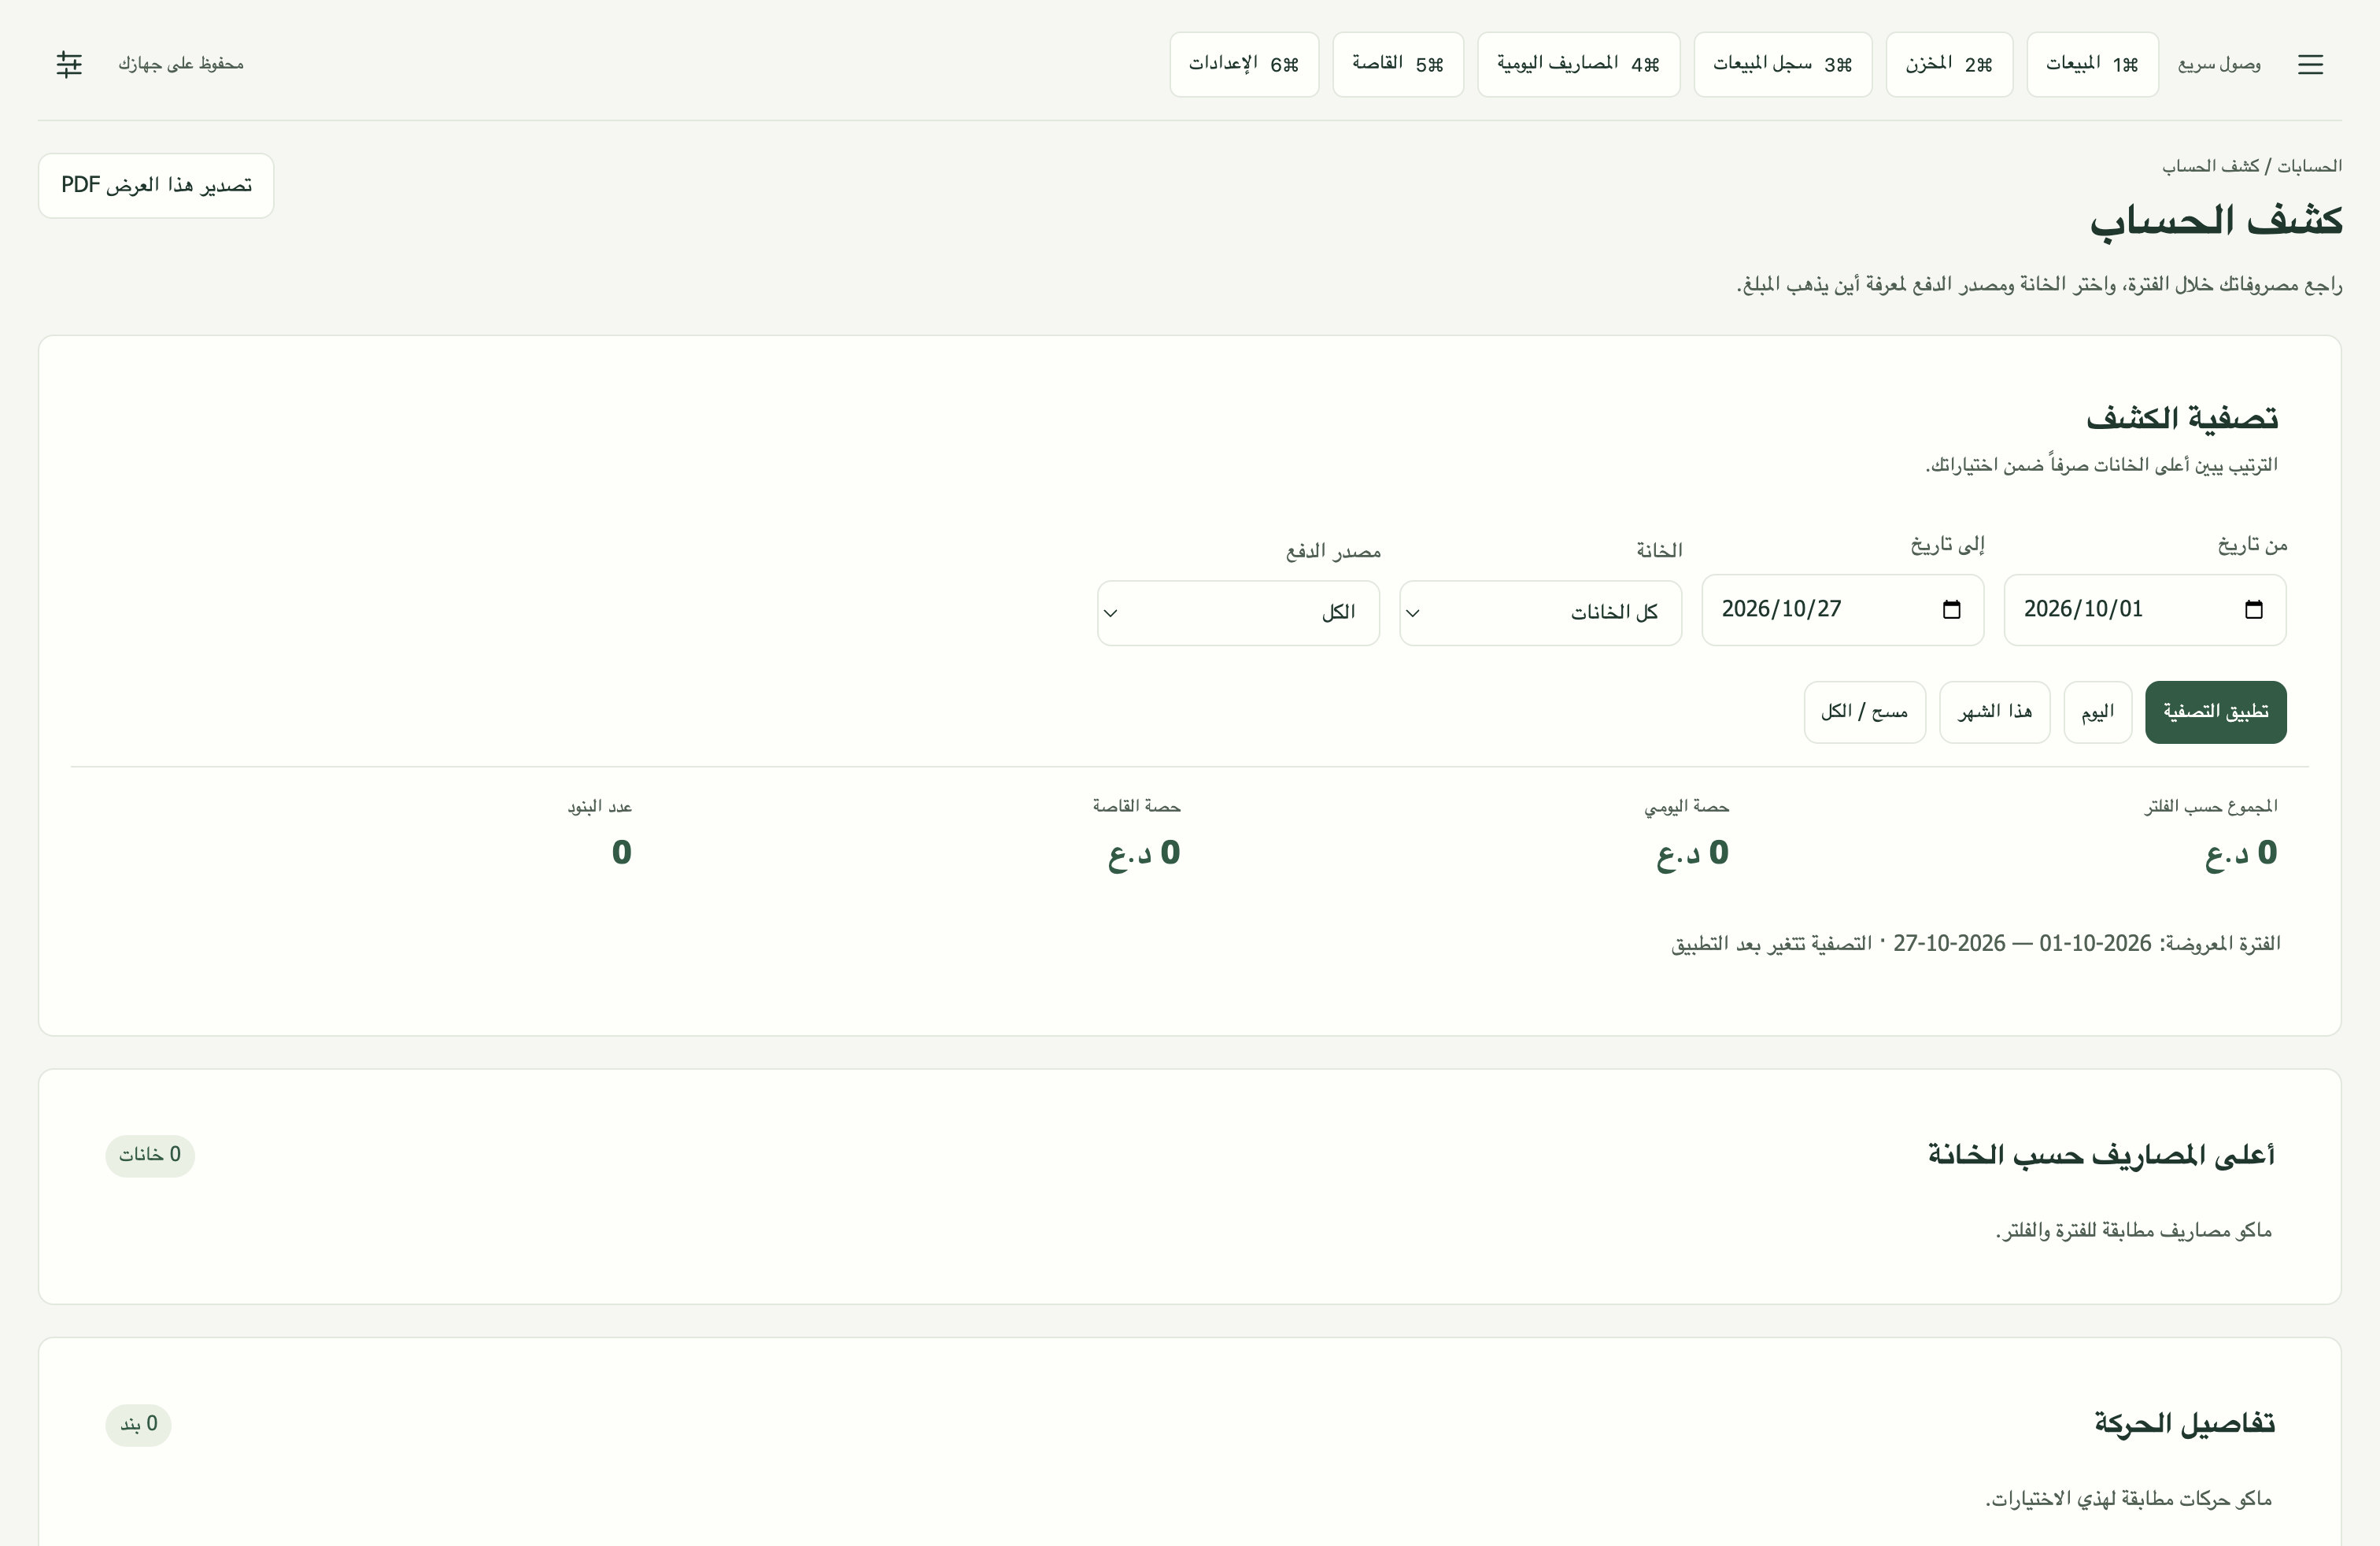 وصول سريع
⌘1 المبيعات
⌘2 المخزن
⌘3 سجل المبيعات
⌘4 المصاريف اليومية
⌘5 القاصة
⌘6 الإعدادات
محفوظ على جهازك
الحسابات / كشف الحساب
تصدير هذا العرض PDF
كشف الحساب
راجع مصروفاتك خلال الفترة، واختر الخانة ومصدر الدفع لمعرفة أين يذهب المبلغ.
تصفية الكشف
الترتيب يبين أعلى الخانات صرفاً ضمن اختياراتك.
من تاريخ
2026/10/01
إلى تاريخ
2026/10/27
الخانة
كل الخانات
مصدر الدفع
الكل
تطبيق التصفية
اليوم
هذا الشهر
مسح / الكل
المجموع حسب الفلتر
0 د.ع
حصة اليومي
0 د.ع
حصة القاصة
0 د.ع
عدد البنود
0
الفترة المعروضة: 2026-10-01 — 2026-10-27 · التصفية تتغير بعد التطبيق
أعلى المصاريف حسب الخانة
0 خانات
ماكو مصاريف مطابقة للفترة والفلتر.
تفاصيل الحركة
0 بند
ماكو حركات مطابقة لهذي الاختيارات.